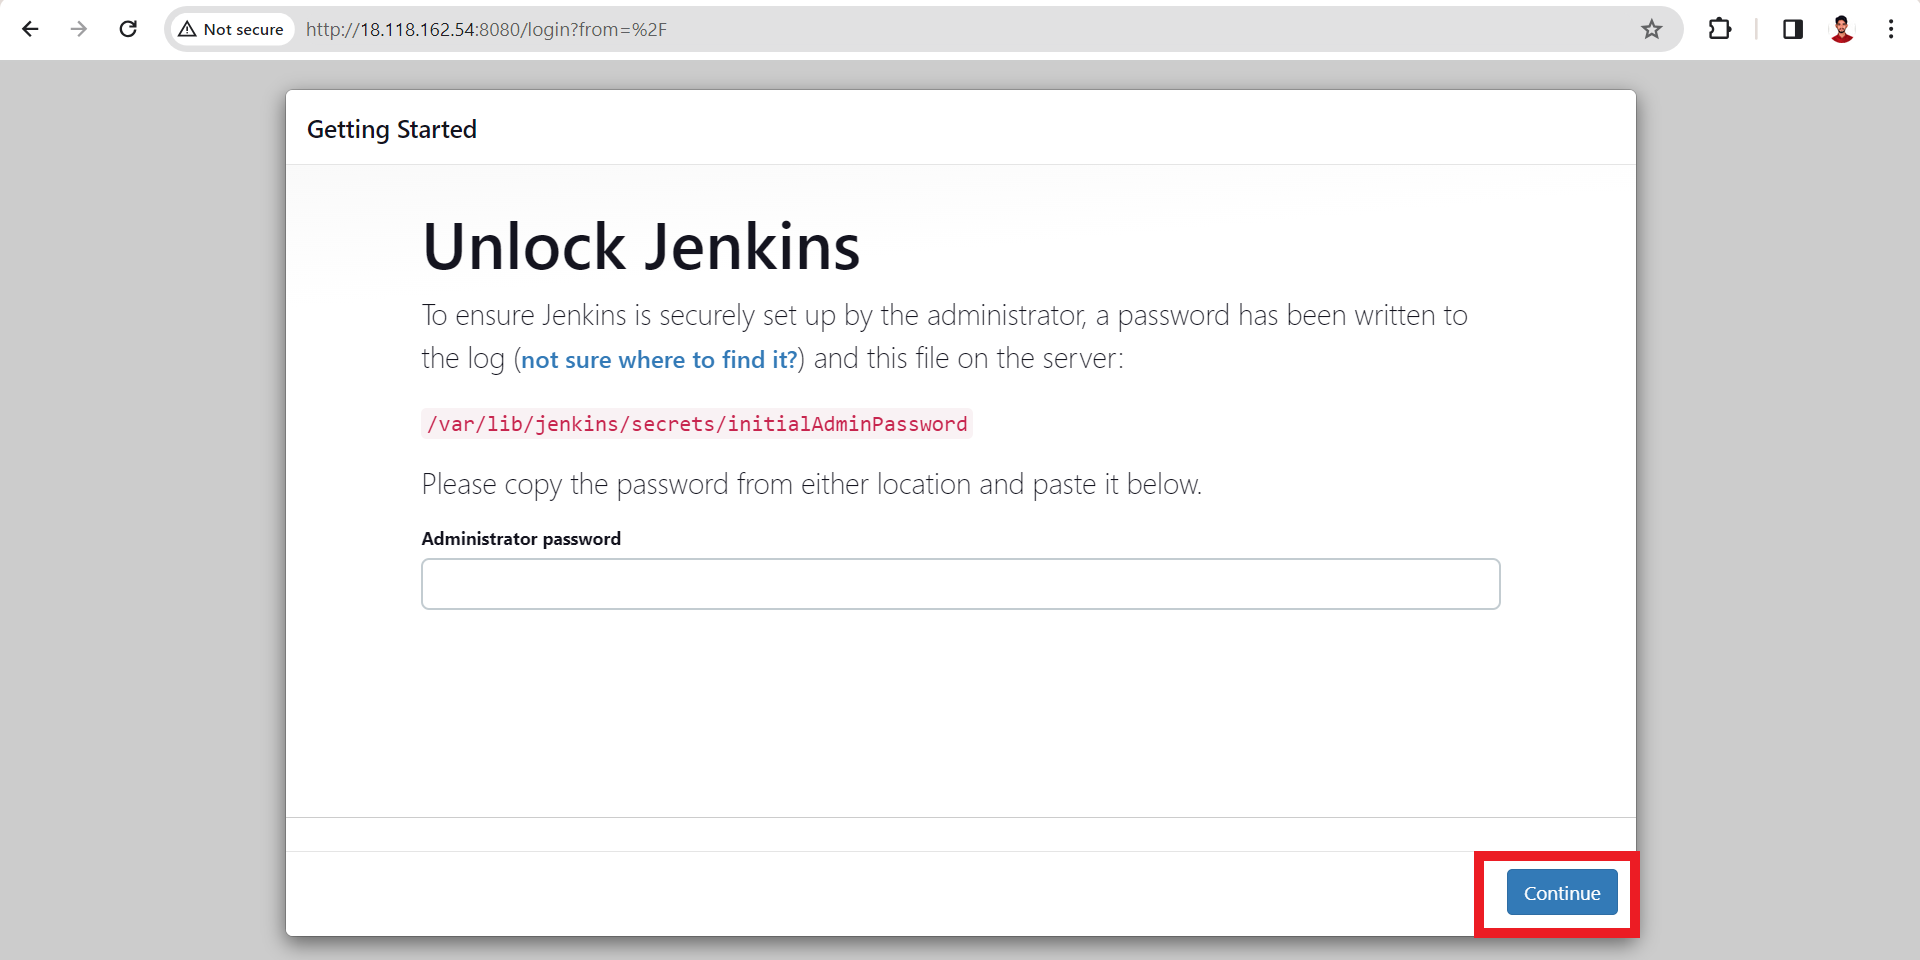 Not secure http://18.118.162.54:8080/login?from=%2F
Getting Started
Unlock Jenkins
To ensure Jenkins is securely set up by the administrator, a password has been written to
the log (not sure where to find it?) and this file on the server:
/var/lib/jenkins/secrets/initialAdminPassword
Please copy the password from either location and paste it below.
Administrator password
Continue